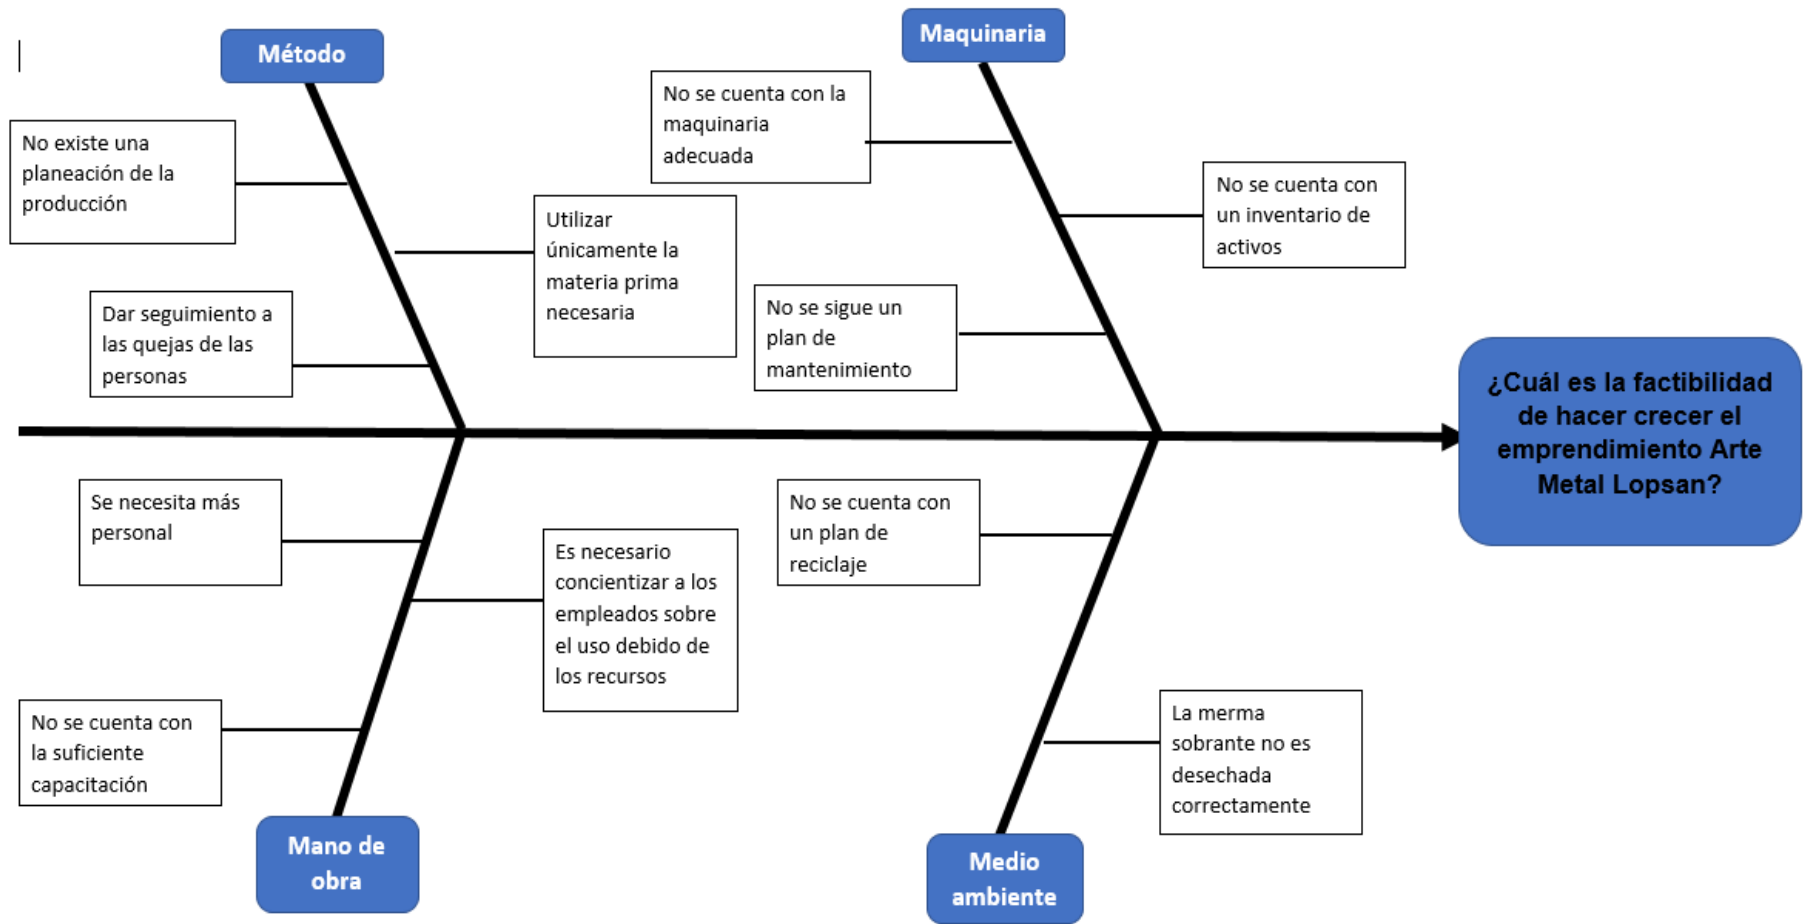 Método
Maquinaria
No existe una
planeación de la
producción
Utilizar
únicamente la
materia prima
necesaria
Dar seguimiento a
las quejas de las
personas
No se cuenta con la
maquinaria
adecuada
No se cuenta con
un inventario de
activos
No se sigue un
plan de
mantenimiento
¿Cuál es la factibilidad
de hacer crecer el
emprendimiento Arte
Metal Lopsan?
Se necesita más
personal
Es necesario
concientizar a los
empleados sobre
el uso debido de
los recursos
No se cuenta con
la suficiente
capacitación
No se cuenta con
un plan de
reciclaje
La merma
sobrante no es
desechada
correctamente
Mano de
obra
Medio
ambiente